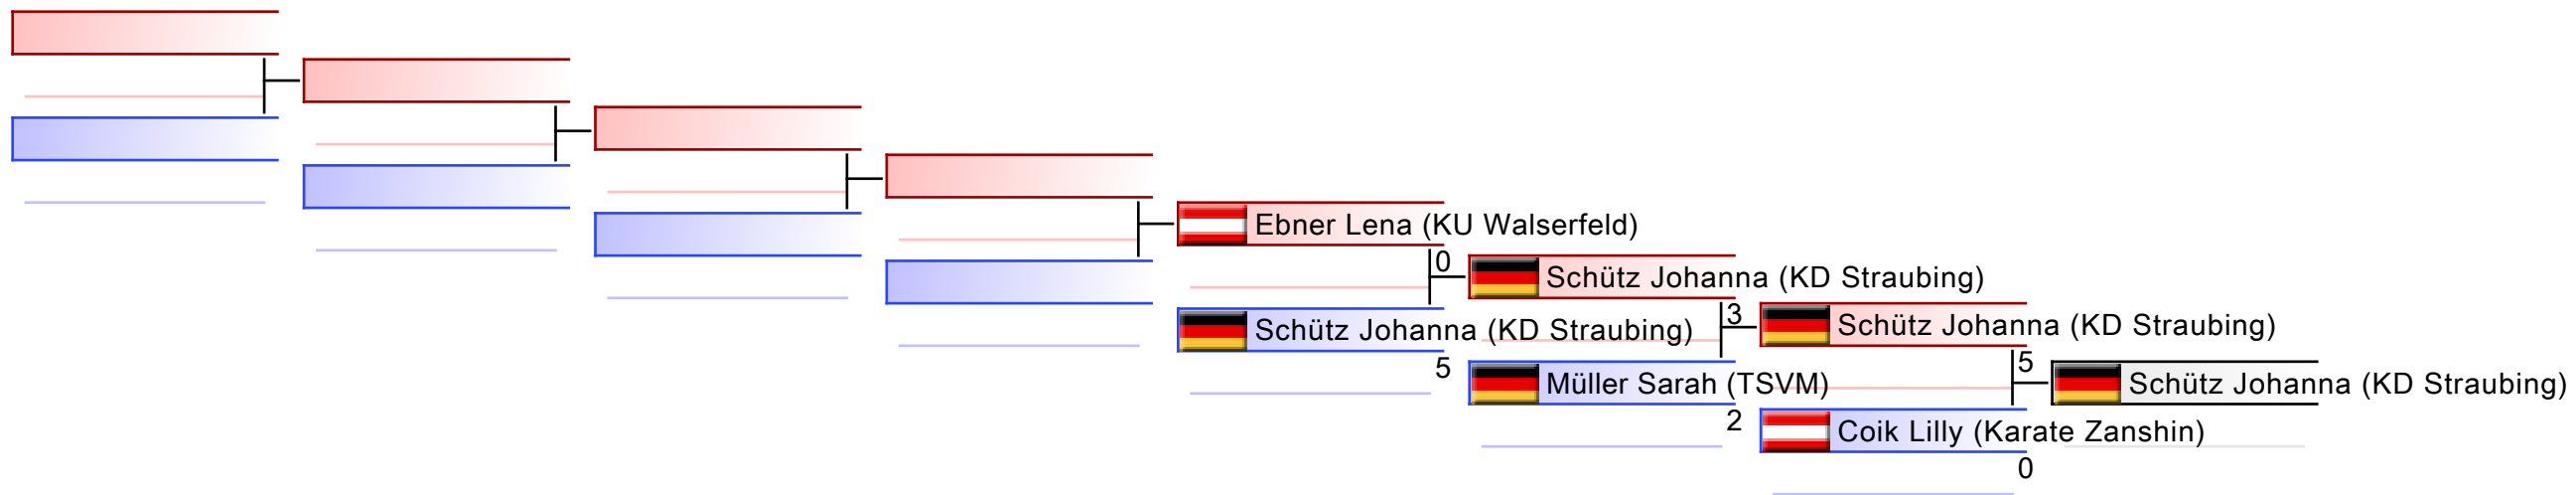 Ebner Lena (KU Walserfeld)
0
Schütz Johanna (KD Straubing)
5
Schütz Johanna (KD Straubing)
3
Müller Sarah (TSVM)
2
Schütz Johanna (KD Straubing)
5
Coik Lilly (Karate Zanshin)
0
Schütz Johanna (KD Straubing)